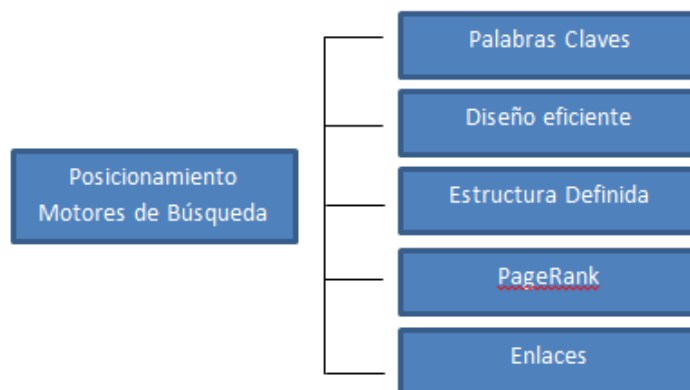 Posicionamiento
Motores de Búsqueda
Palabras Claves
Diseño eficiente
Estructura Definida
PageRank
Enlaces